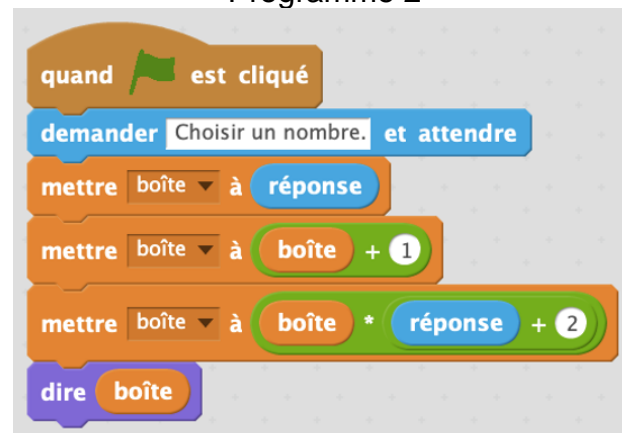 Programme 2
quand est cliqué
demander Choisir un nombre. et attendre
mettre boîte à réponse
mettre boîte à boîte + 1
mettre boîte à boîte * réponse + 2
dire boîte